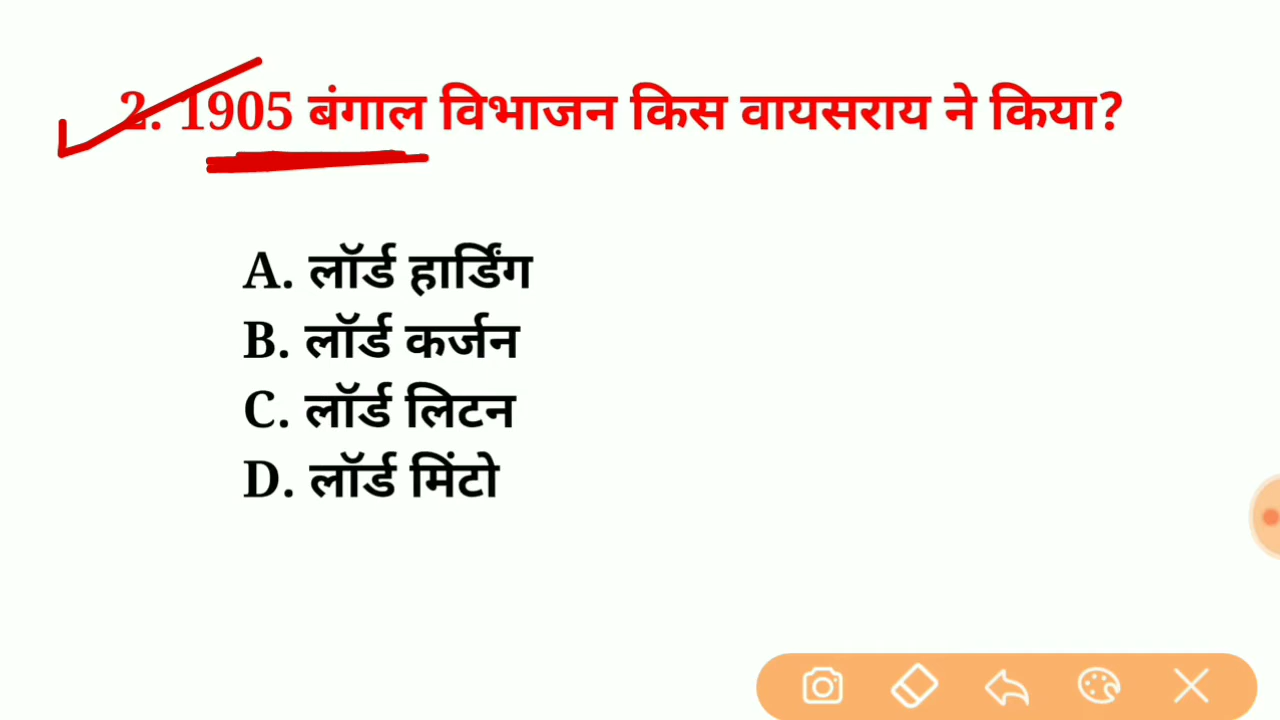 2. 1905 बंगाल विभाजन किस वायसराय ने किया?
A. लॉर्ड हार्डिंग
B. लॉर्ड कर्जन
C. लॉर्ड लिटन
D. लॉर्ड मिंटो